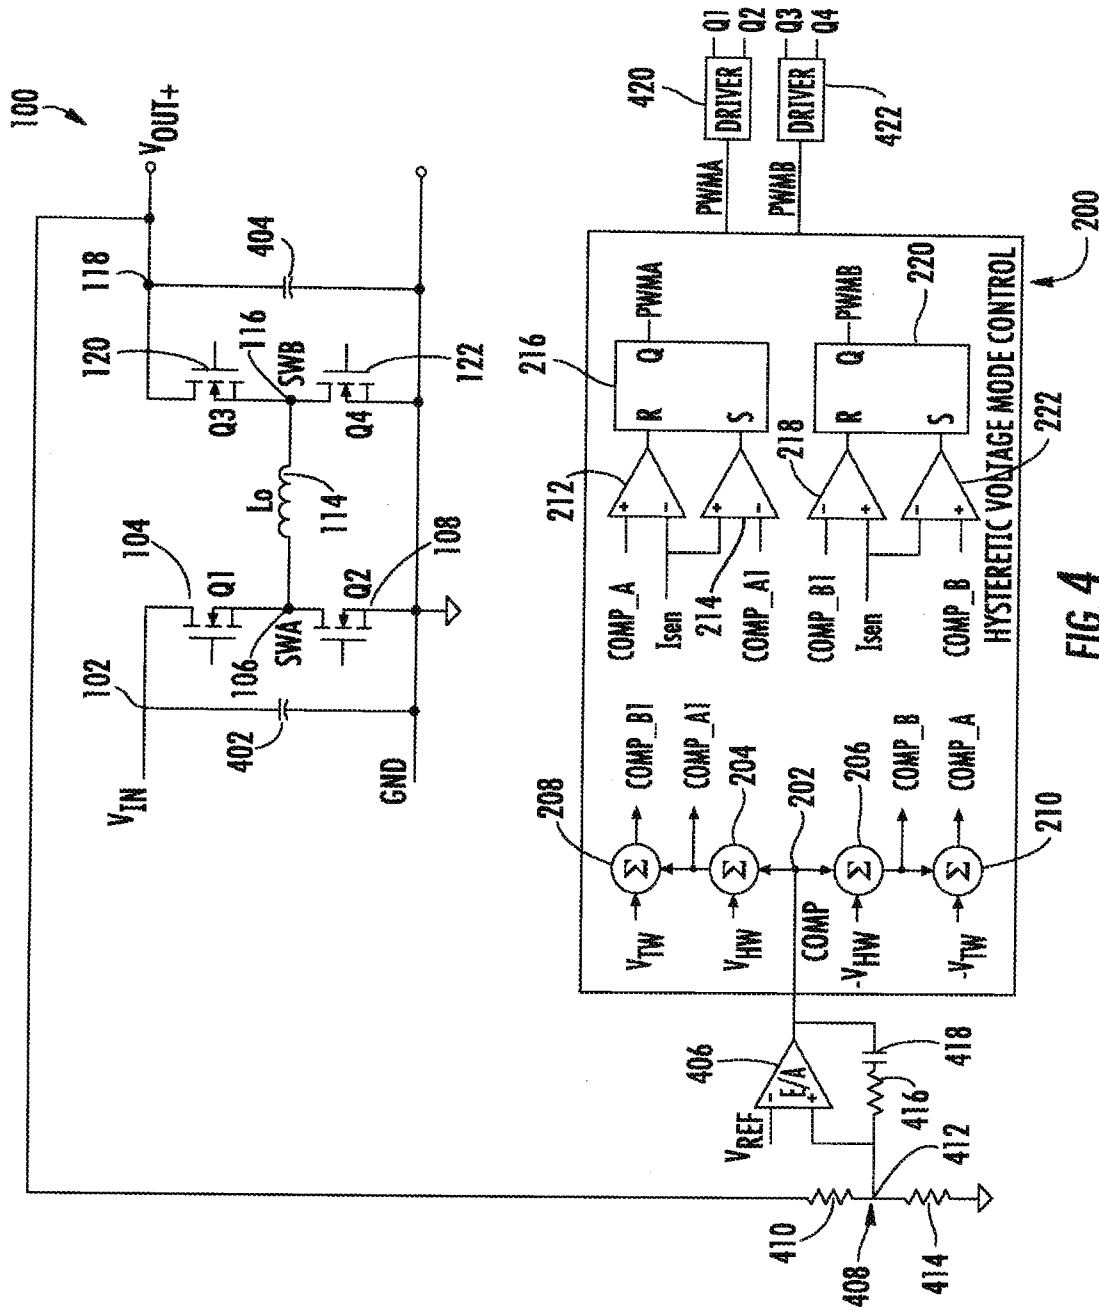 100
VOUT+
118
404
120
Q3
116
SWB
Q4
122
Lo
114
104
Q1
108
Q2
102
106
SWA
402
VIN
GND
420
DRIVER
Q1
Q2
PWMA
DRIVER
Q3
Q4
422
PWMB
200
HYSTERETIC VOLTAGE MODE CONTROL
216
Q
PWMA
R
S
212
+
−
COMP_A
Isen
+
−
214
COMP_A1
220
Q
PWMB
R
S
218
−
+
COMP_B1
Isen
−
+
222
COMP_B
208
Σ
COMP_B1
VTW
COMP_A1
204
Σ
VHW
202
COMP
206
Σ
-VHW
COMP_B
COMP_A
Σ
210
-VTW
406
E/A
−
+
VREF
418
416
412
410
408
414
FIG. 4